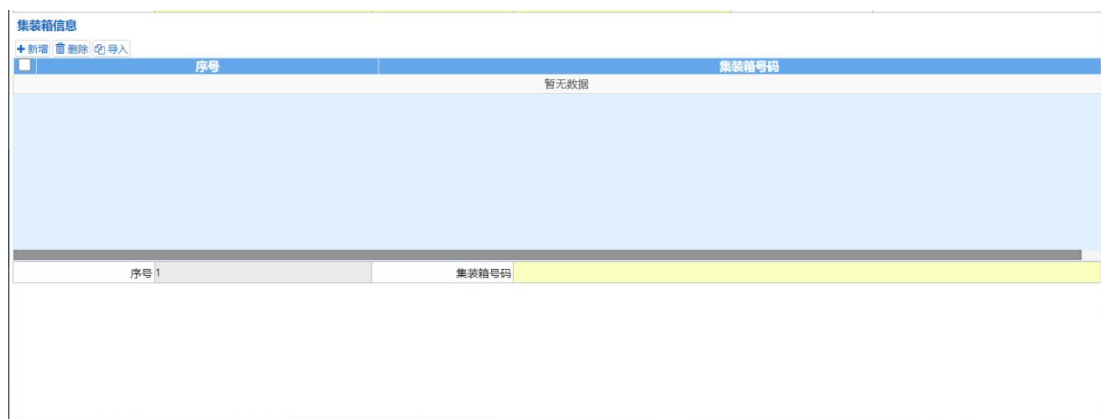 集装箱信息
新增 删除 导入
序号 集装箱号码
暂无数据
序号 1 集装箱号码